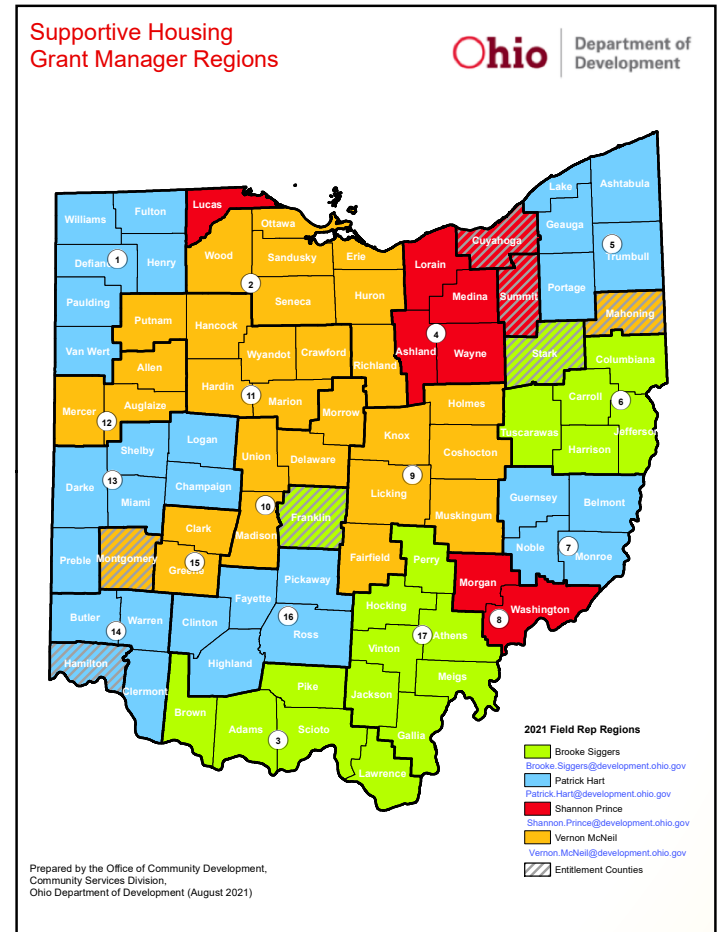 Supportive Housing
Grant Manager Regions
Ohio
Department of
Development
Lake
Ashtabula
Lucas
Fulton
Williams
Geauga
Ottawa
Cuyahoga
5
Trumbull
Wood
Sandusky
Erie
Defiance
1
Henry
Lorain
2
Portage
Medina
Summit
Seneca
Huron
Paulding
Mahoning
Putnam
Hancock
4
Van Wert
Wyandot
Crawford
Ashland
Wayne
Stark
Columbiana
Richland
Allen
Hardin
11
Marion
Carroll
6
Mercer
Auglaize
Morrow
Holmes
Jefferson
12
Logan
Knox
Tuscarawas
Harrison
Shelby
Union
Delaware
Coshocton
13
9
Darke
Champaign
Licking
Guernsey
Belmont
Miami
10
Franklin
Muskingum
Clark
Madison
Noble
7
Monroe
Preble
Montgomery
15
Greene
Fairfield
Perry
Pickaway
Morgan
Fayette
Hocking
Washington
Butler
Warren
Clinton
16
8
14
Ross
17
Athens
Vinton
Hamilton
Highland
Meigs
Clermont
Pike
Jackson
Brown
Adams
Scioto
Gallia
3
Lawrence
2021 Field Rep Regions
Brooke Siggers
Brooke.Siggers@development.ohio.gov
Patrick Hart
Patrick.Hart@development.ohio.gov
Shannon Prince
Shannon.Prince@development.ohio.gov
Vernon McNeil
Vernon.McNeil@development.ohio.gov
Entitlement Counties
Prepared by the Office of Community Development,
Community Services Division,
Ohio Department of Development (August 2021)